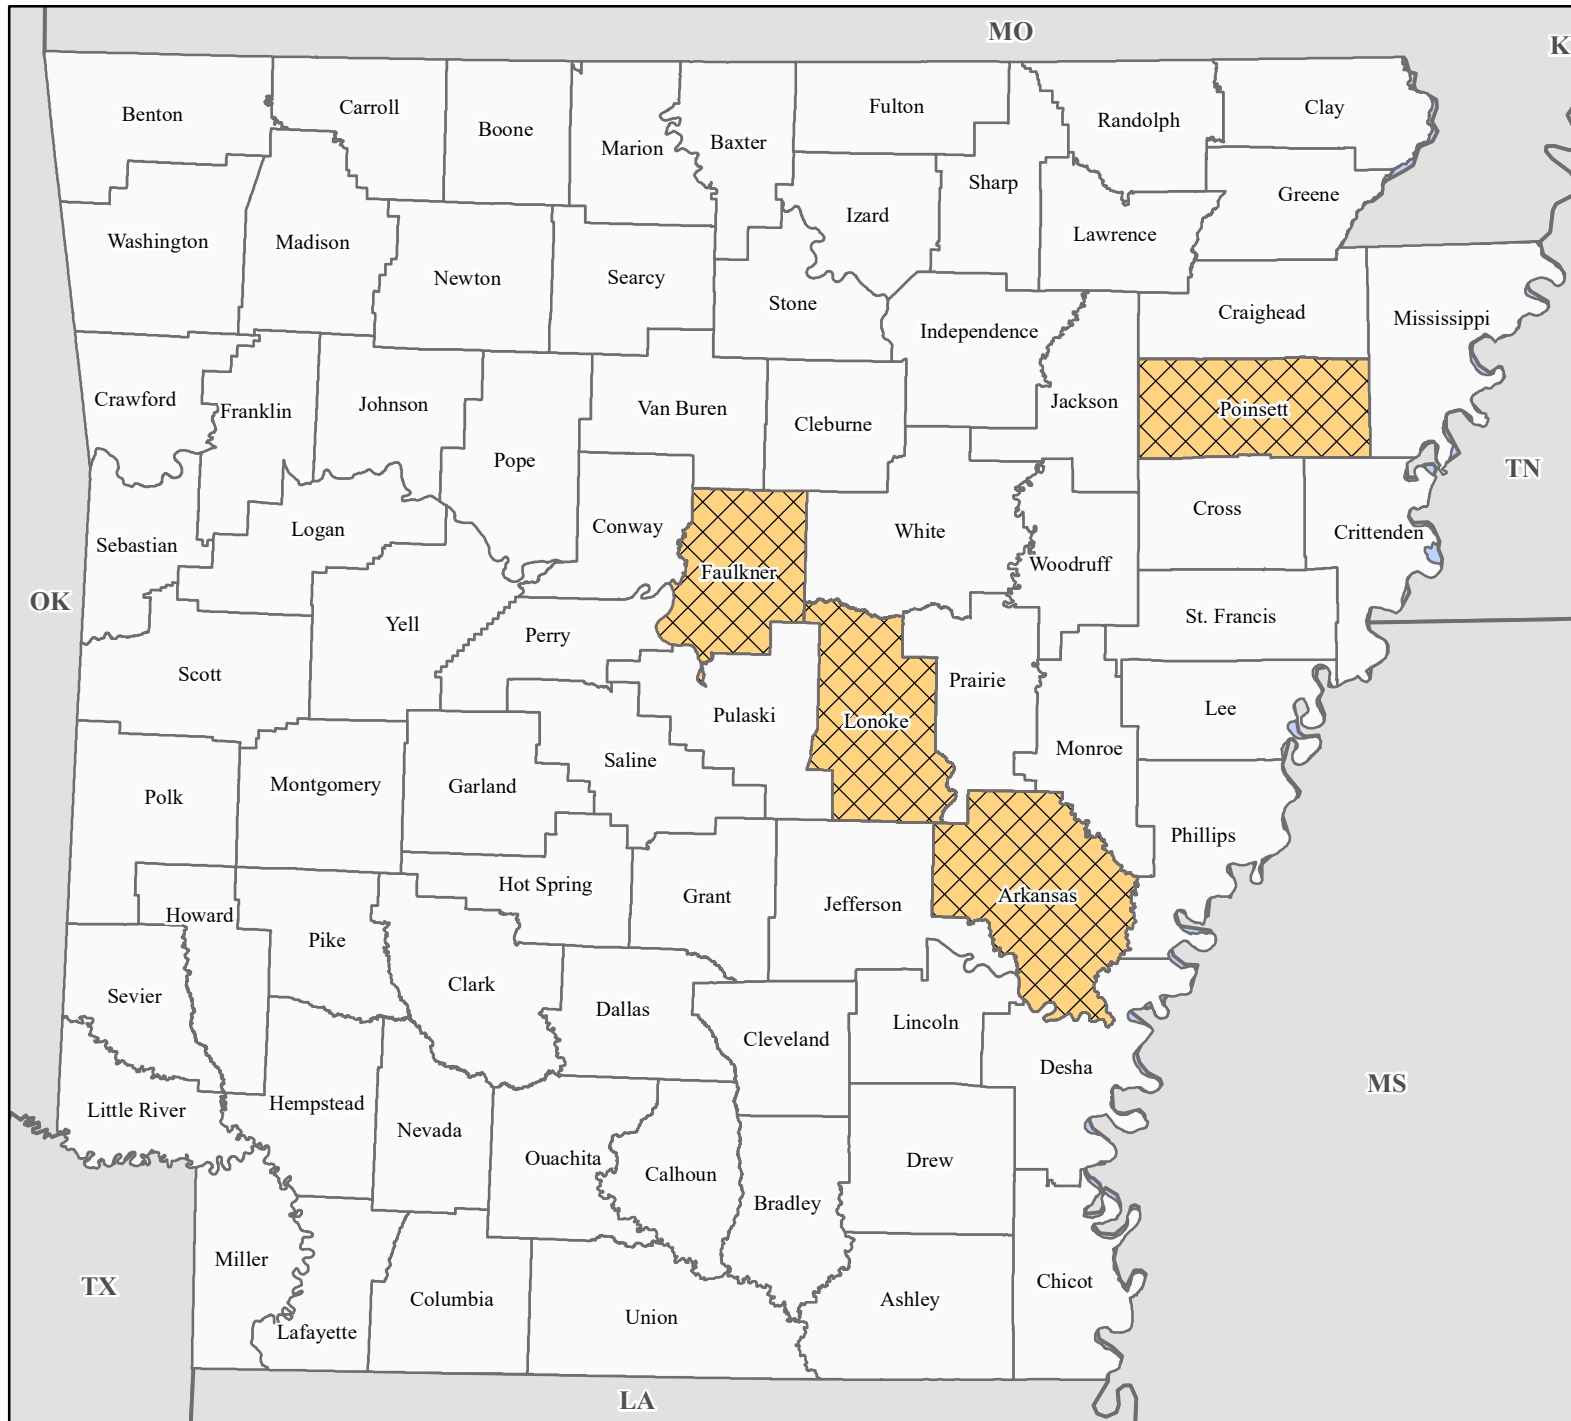 MO
K
Benton
Carroll
Boone
Marion
Baxter
Fulton
Randolph
Clay
Sharp
Izard
Greene
Lawrence
Washington
Madison
Newton
Searcy
Stone
Independence
Craighead
Mississippi
Crawford
Franklin
Johnson
Pope
Van Buren
Cleburne
Jackson
Poinsett
TN
Sebastian
Logan
Conway
White
Cross
Crittenden
Faulkner
Woodruff
OK
Yell
Perry
St. Francis
Scott
Pulaski
Lonoke
Prairie
Lee
Monroe
Polk
Montgomery
Garland
Saline
Phillips
Howard
Hot Spring
Grant
Jefferson
Arkansas
Pike
Sevier
Clark
Dallas
Cleveland
Lincoln
Desha
MS
Little River
Hempstead
Nevada
Ouachita
Calhoun
Bradley
Drew
Miller
TX
Lafayette
Columbia
Union
Ashley
Chicot
LA